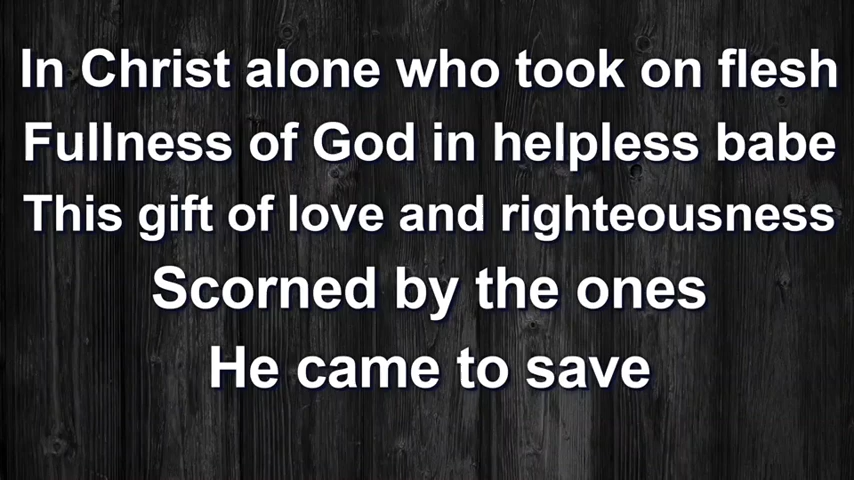 In Christ alone who took on flesh
Fullness of God in helpless babe
This gift of love and righteousness
Scorned by the ones
He came to save